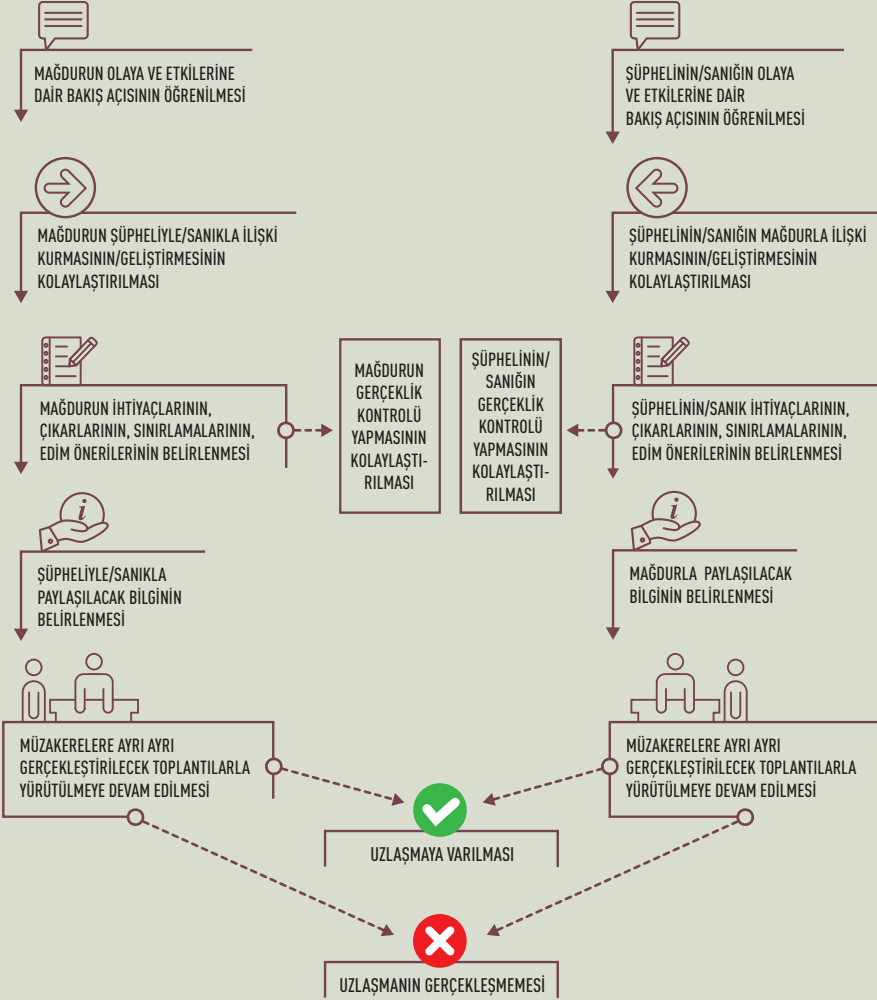 MAĞDURUN OLAYA VE ETKİLERİNE
DAİR BAKIŞ AÇISININ ÖĞRENİLMESİ
ŞÜPHELİNİN/SANIĞIN OLAYA
VE ETKİLERİNE DAİR
BAKIŞ AÇISININ ÖĞRENİLMESİ
MAĞDURUN ŞÜPHELİYLE/SANIKLA İLİŞKİ
KURMASININ/GELİŞTİRMESİNİN
KOLAYLAŞTIRILMASI
ŞÜPHELİNİN/SANIĞIN MAĞDURLA İLİŞKİ
KURMASININ/GELİŞTİRMESİNİN
KOLAYLAŞTIRILMASI
MAĞDURUN İHTİYAÇLARININ,
ÇIKARLARININ, SINIRLAMALARININ,
EDİM ÖNERİLERİNİN BELİRLENMESİ
MAĞDURUN
GERÇEKLİK
KONTROLÜ
YAPMASININ
KOLAYLAŞTI-
RILMASI
ŞÜPHELİNİN/
SANIĞIN
GERÇEKLİK
KONTROLÜ
YAPMASININ
KOLAYLAŞTI-
RILMASI
ŞÜPHELİNİN/SANIK İHTİYAÇLARININ,
ÇIKARLARININ, SINIRLAMALARININ,
EDİM ÖNERİLERİNİN BELİRLENMESİ
i
ŞÜPHELİYLE/SANIKLA
PAYLAŞILACAK BİLGİNİN
BELİRLENMESİ
i
MAĞDURLA PAYLAŞILACAK
BİLGİNİN BELİRLENMESİ
MÜZAKERELERE AYRI AYRI
GERÇEKLEŞTİRİLECEK TOPLANTILARLA
YÜRÜTÜLMEYE DEVAM EDİLMESİ
MÜZAKERELERE AYRI AYRI
GERÇEKLEŞTİRİLECEK TOPLANTILARLA
YÜRÜTÜLMEYE DEVAM EDİLMESİ
UZLAŞMAYA VARILMASI
UZLAŞMANIN GERÇEKLEŞMEMESİ